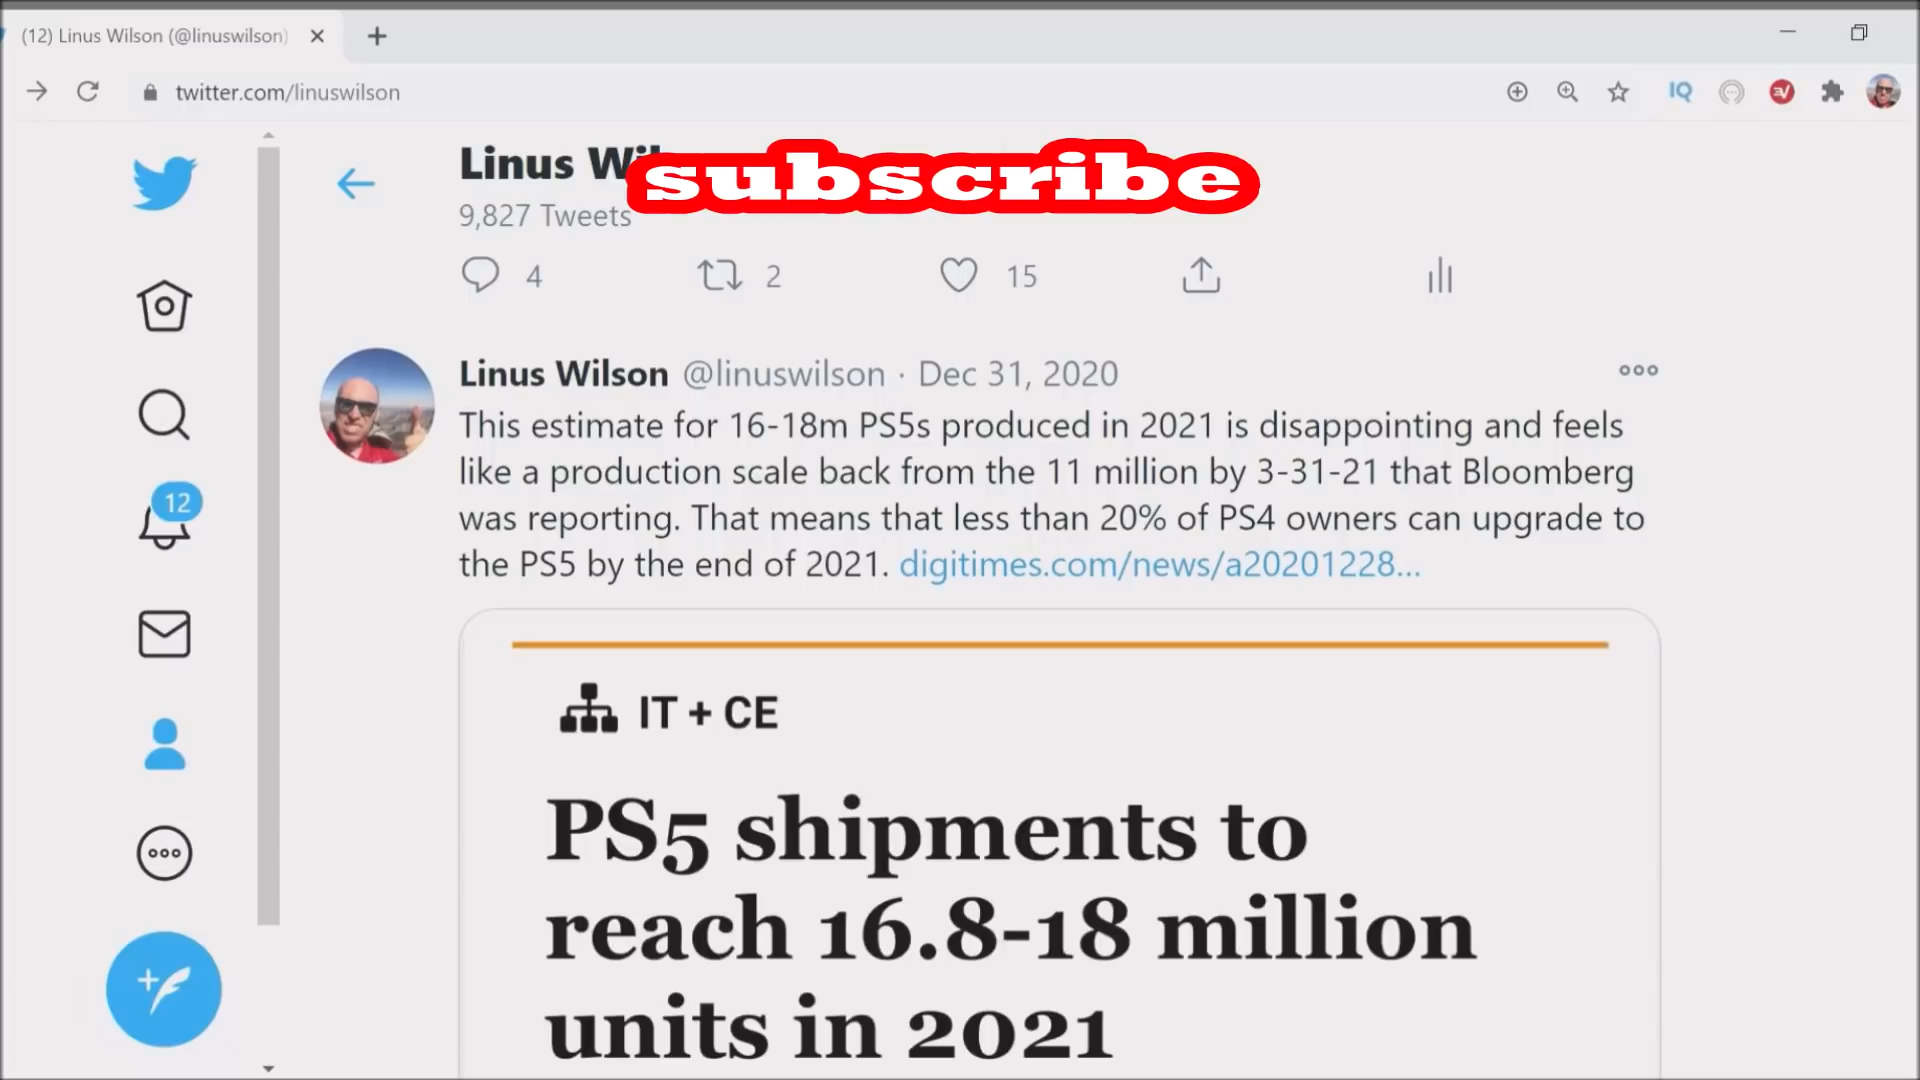 (12) Linus Wilson (@linuswilson)
twitter.com/linuswilson
IQ
Linus Wil
subscribe
9,827 Tweets
4 2 15
Linus Wilson @linuswilson · Dec 31, 2020
This estimate for 16-18m PS5s produced in 2021 is disappointing and feels
like a production scale back from the 11 million by 3-31-21 that Bloomberg
was reporting. That means that less than 20% of PS4 owners can upgrade to
the PS5 by the end of 2021. digitimes.com/news/a20201228...
12
IT + CE
PS5 shipments to
reach 16.8-18 million
units in 2021